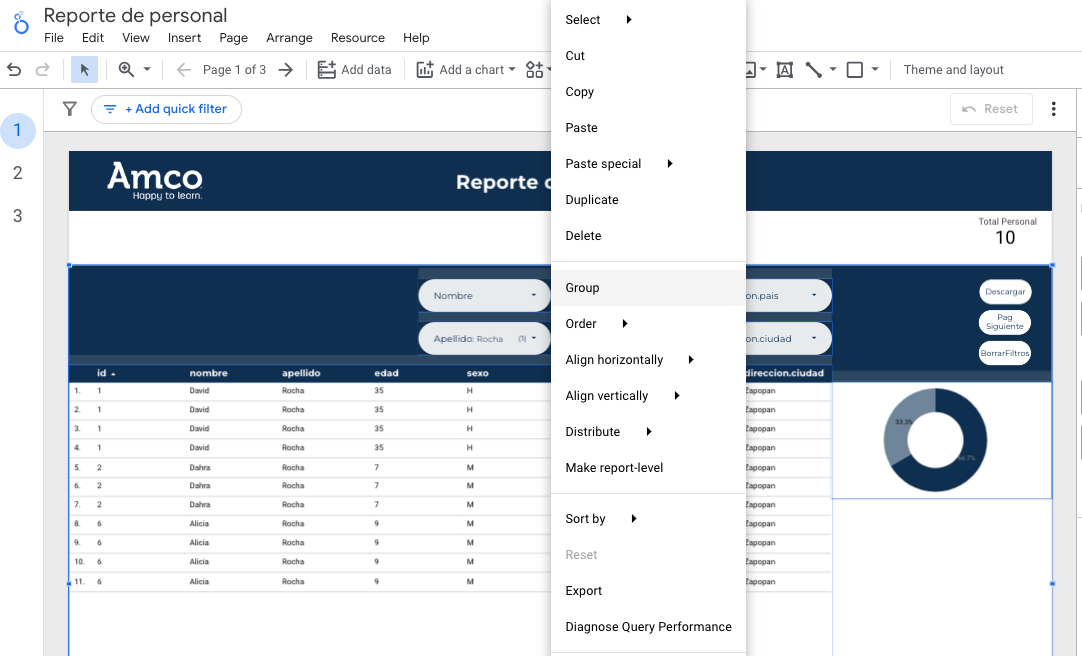 Reporte de personal
File Edit View Insert Page Arrange Resource Help
Page 1 of 3 Add data Add a chart Theme and layout
+ Add quick filter Reset
1
2
3
Select
Cut
Copy
Paste
Paste special
Duplicate
Delete
Group
Order
Align horizontally
Align vertically
Distribute
Make report-level
Sort by
Reset
Export
Diagnose Query Performance
Amco
Happy to learn.
Reporte
Total Personal
10
Nombre
on.pais
Descargar
Pag
Siguiente
Apellido: Rocha (1)
on.ciudad
BorrarFiltros
id nombre apellido edad sexo direccion.ciudad
1. 1 David Rocha 35 H Zapopan
2. 1 David Rocha 35 H Zapopan
3. 1 David Rocha 35 H Zapopan
4. 1 David Rocha 35 H Zapopan
5. 2 Dahra Rocha 7 M Zapopan
6. 2 Dahra Rocha 7 M Zapopan
7. 2 Dahra Rocha 7 M Zapopan
8. 6 Alicia Rocha 9 M Zapopan
9. 6 Alicia Rocha 9 M Zapopan
10. 6 Alicia Rocha 9 M Zapopan
11. 6 Alicia Rocha 9 M Zapopan
33.3%